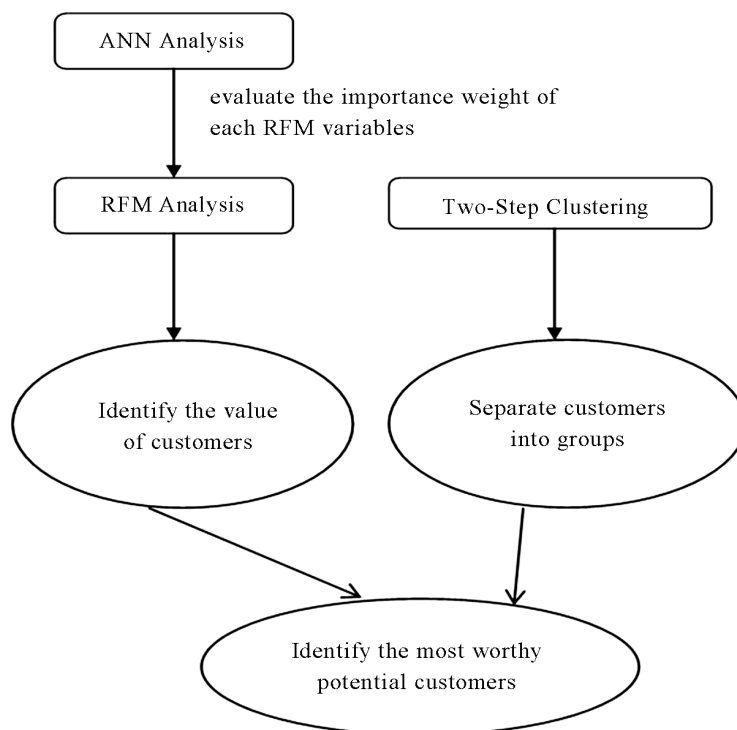 ANN Analysis
evaluate the importance weight of
each RFM variables
RFM Analysis
Two-Step Clustering
Identify the value
of customers
Separate customers
into groups
Identify the most worthy
potential customers